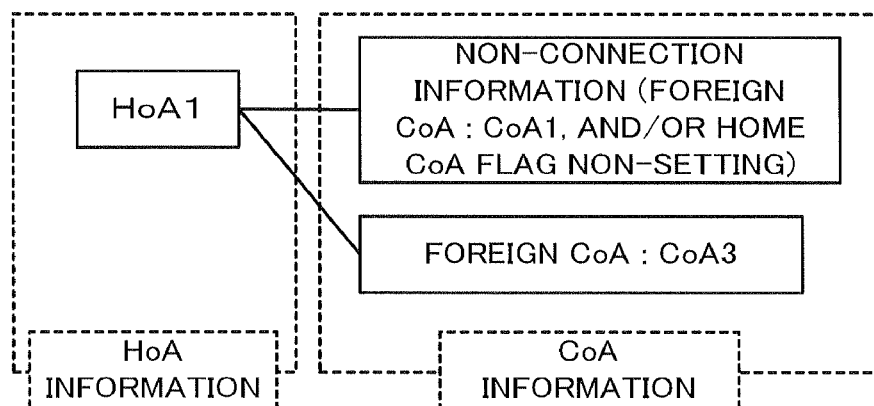 HoA1
NON-CONNECTION
INFORMATION (FOREIGN
CoA : CoA1, AND/OR HOME
CoA FLAG NON-SETTING)
FOREIGN CoA : CoA3
HoA
INFORMATION
CoA
INFORMATION